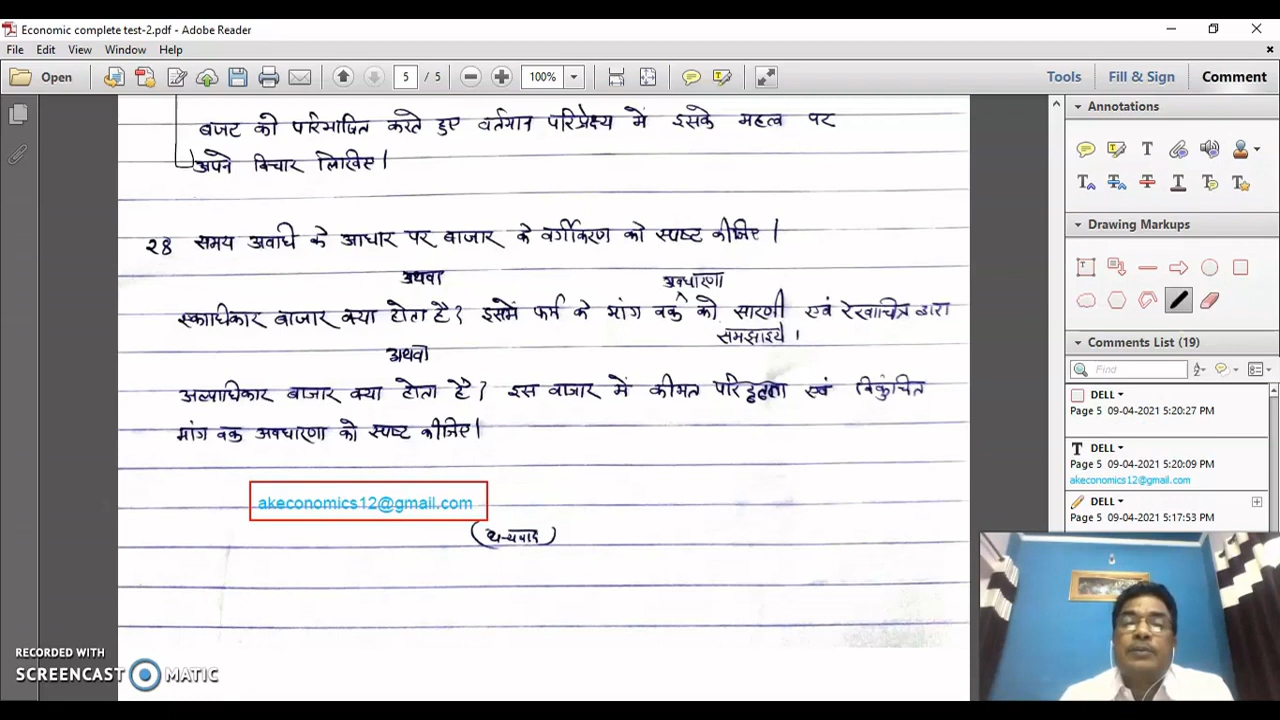 Economic complete test-2.pdf - Adobe Reader
File Edit View Window Help
Open 5 / 5 100% Tools Fill & Sign Comment
Annotations
बजट को परिभाषित करते हुए वर्तमान परिप्रेक्ष्य में इसके महत्व पर
अपने विचार लिखिए।
28 समय अवधि के आधार पर बाजार के वर्गीकरण को स्पष्ट कीजिए।
अथवा
अवधारणा
एकाधिकार बाजार क्या होता है? इसमें फर्म के मांग वक्र को सारणी एवं रेखाचित्र द्वारा
समझाइये।
अथवा
अल्पाधिकार बाजार क्या होता है? इस बाजार में कीमत परिदृढ़ता एवं विकुंचित
मांग वक्र अवधारणा को स्पष्ट कीजिए।
akeconomics12@gmail.com
(धन्यवाद)
Drawing Markups
Comments List (19)
Find
DELL
Page 5 09-04-2021 5:20:27 PM
DELL
Page 5 09-04-2021 5:20:09 PM
akeconomics12@gmail.com
DELL
Page 5 09-04-2021 5:17:53 PM
RECORDED WITH
SCREENCAST MATIC